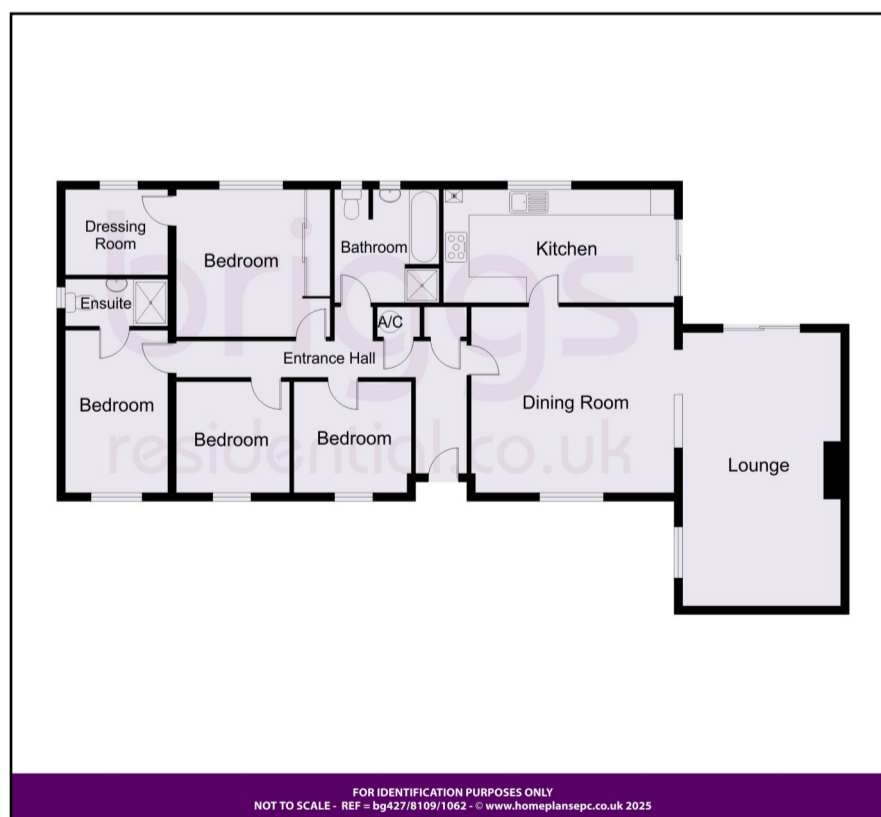 Dressing
Room
Bedroom
Bathroom
Kitchen
Ensuite
A/C
Entrance Hall
Bedroom
Bedroom
Bedroom
Dining Room
Lounge
briggs
residential.co.uk
FOR IDENTIFICATION PURPOSES ONLY
NOT TO SCALE - REF = bg427/8109/1062 - © www.homeplansepc.co.uk 2025